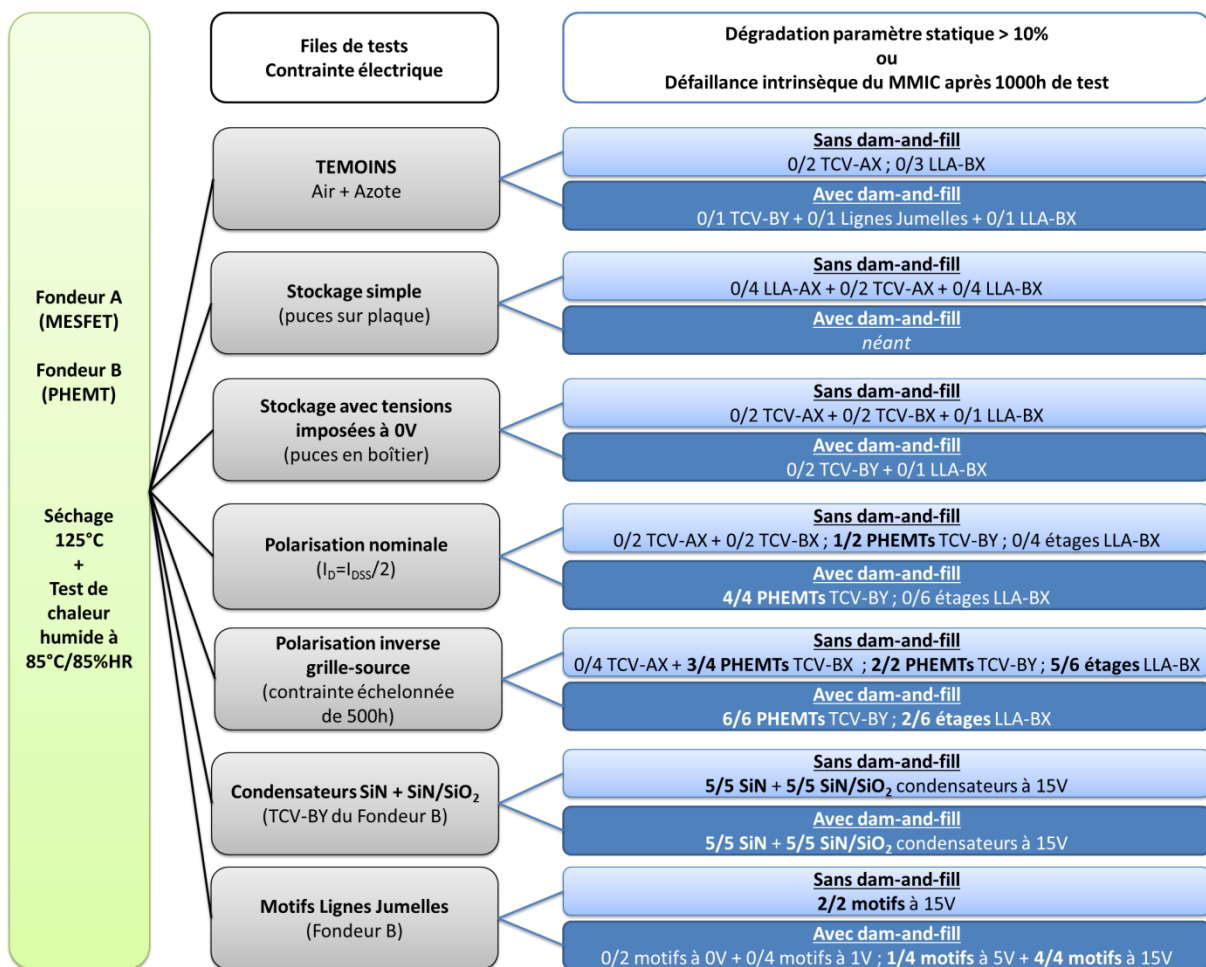 Fondeur A
(MESFET)
Fondeur B
(PHEMT)
Séchage
125°C
+
Test de
chaleur
humide à
85°C/85%HR
Files de tests
Contrainte électrique
Dégradation paramètre statique > 10%
ou
Défaillance intrinsèque du MMIC après 1000h de test
TEMOINS
Air + Azote
Sans dam-and-fill
0/2 TCV-AX ; 0/3 LLA-BX
Avec dam-and-fill
0/1 TCV-BY + 0/1 Lignes Jumelles + 0/1 LLA-BX
Stockage simple
(puces sur plaque)
Sans dam-and-fill
0/4 LLA-AX + 0/2 TCV-AX + 0/4 LLA-BX
Avec dam-and-fill
néant
Stockage avec tensions
imposées à 0V
(puces en boîtier)
Sans dam-and-fill
0/2 TCV-AX + 0/2 TCV-BX + 0/1 LLA-BX
Avec dam-and-fill
0/2 TCV-BY + 0/1 LLA-BX
Polarisation nominale
(I_D=I_DSS/2)
Sans dam-and-fill
0/2 TCV-AX + 0/2 TCV-BX ; 1/2 PHEMTs TCV-BY ; 0/4 étages LLA-BX
Avec dam-and-fill
4/4 PHEMTs TCV-BY ; 0/6 étages LLA-BX
Polarisation inverse
grille-source
(contrainte échelonnée
de 500h)
Sans dam-and-fill
0/4 TCV-AX + 3/4 PHEMTs TCV-BX ; 2/2 PHEMTs TCV-BY ; 5/6 étages LLA-BX
Avec dam-and-fill
6/6 PHEMTs TCV-BY ; 2/6 étages LLA-BX
Condensateurs SiN + SiN/SiO₂
(TCV-BY du Fondeur B)
Sans dam-and-fill
5/5 SiN + 5/5 SiN/SiO₂ condensateurs à 15V
Avec dam-and-fill
5/5 SiN + 5/5 SiN/SiO₂ condensateurs à 15V
Motifs Lignes Jumelles
(Fondeur B)
Sans dam-and-fill
2/2 motifs à 15V
Avec dam-and-fill
0/2 motifs à 0V + 0/4 motifs à 1V ; 1/4 motifs à 5V + 4/4 motifs à 15V